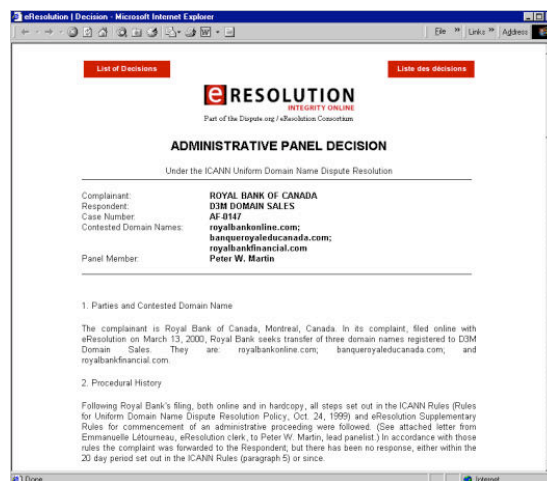 eResolution | Decision - Microsoft Internet Explorer
File » Links » Address
List of Decisions
Liste des décisions
eRESOLUTION
INTEGRITY ONLINE
Part of the Dispute.org / eResolution Consortium
ADMINISTRATIVE PANEL DECISION
Under the ICANN Uniform Domain Name Dispute Resolution
Complainant: ROYAL BANK OF CANADA
Respondent: D3M DOMAIN SALES
Case Number: AF-0147
Contested Domain Names: royalbankonline.com;
banqueroyaleducanada.com;
royalbankfinancial.com
Panel Member: Peter W. Martin
1. Parties and Contested Domain Name
The complainant is Royal Bank of Canada, Montreal, Canada. In its complaint, filed online with
eResolution on March 13, 2000, Royal Bank seeks transfer of three domain names registered to D3M
Domain Sales. They are: royalbankonline.com; banqueroyaleducanada.com; and
royalbankfinancial.com.
2. Procedural History
Following Royal Bank's filing, both online and in hardcopy, all steps set out in the ICANN Rules (Rules
for Uniform Domain Name Dispute Resolution Policy, Oct. 24, 1999) and eResolution Supplementary
Rules for commencement of an administrative proceeding were followed. (See attached letter from
Emmanuelle Létourneau, eResolution clerk, to Peter W. Martin, lead panelist.) In accordance with those
rules the complaint was forwarded to the Respondent; but there has been no response, either within the
20 day period set out in the ICANN Rules (paragraph 5) or since.
Done
Internet